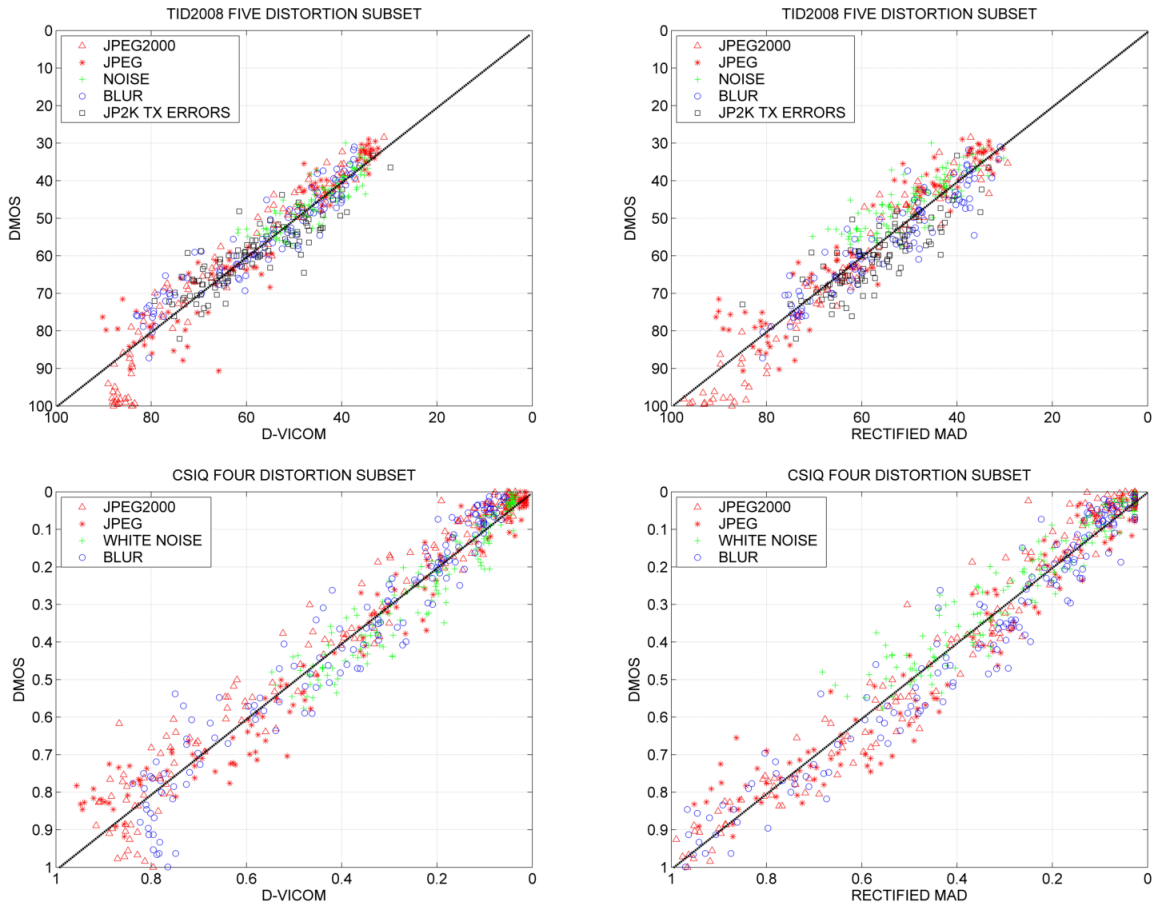 TID2008 FIVE DISTORTION SUBSET
0
10
20
30
40
50
60
70
80
90
100
DMOS
JPEG2000
JPEG
NOISE
BLUR
JP2K TX ERRORS
100
80
60
40
20
0
D-VICOM
TID2008 FIVE DISTORTION SUBSET
0
10
20
30
40
50
60
70
80
90
100
DMOS
JPEG2000
JPEG
NOISE
BLUR
JP2K TX ERRORS
100
80
60
40
20
0
RECTIFIED MAD
CSIQ FOUR DISTORTION SUBSET
0
0.1
0.2
0.3
0.4
0.5
0.6
0.7
0.8
0.9
1
DMOS
JPEG2000
JPEG
WHITE NOISE
BLUR
1
0.8
0.6
0.4
0.2
0
D-VICOM
CSIQ FOUR DISTORTION SUBSET
0
0.1
0.2
0.3
0.4
0.5
0.6
0.7
0.8
0.9
1
DMOS
JPEG2000
JPEG
WHITE NOISE
BLUR
1
0.8
0.6
0.4
0.2
0
RECTIFIED MAD